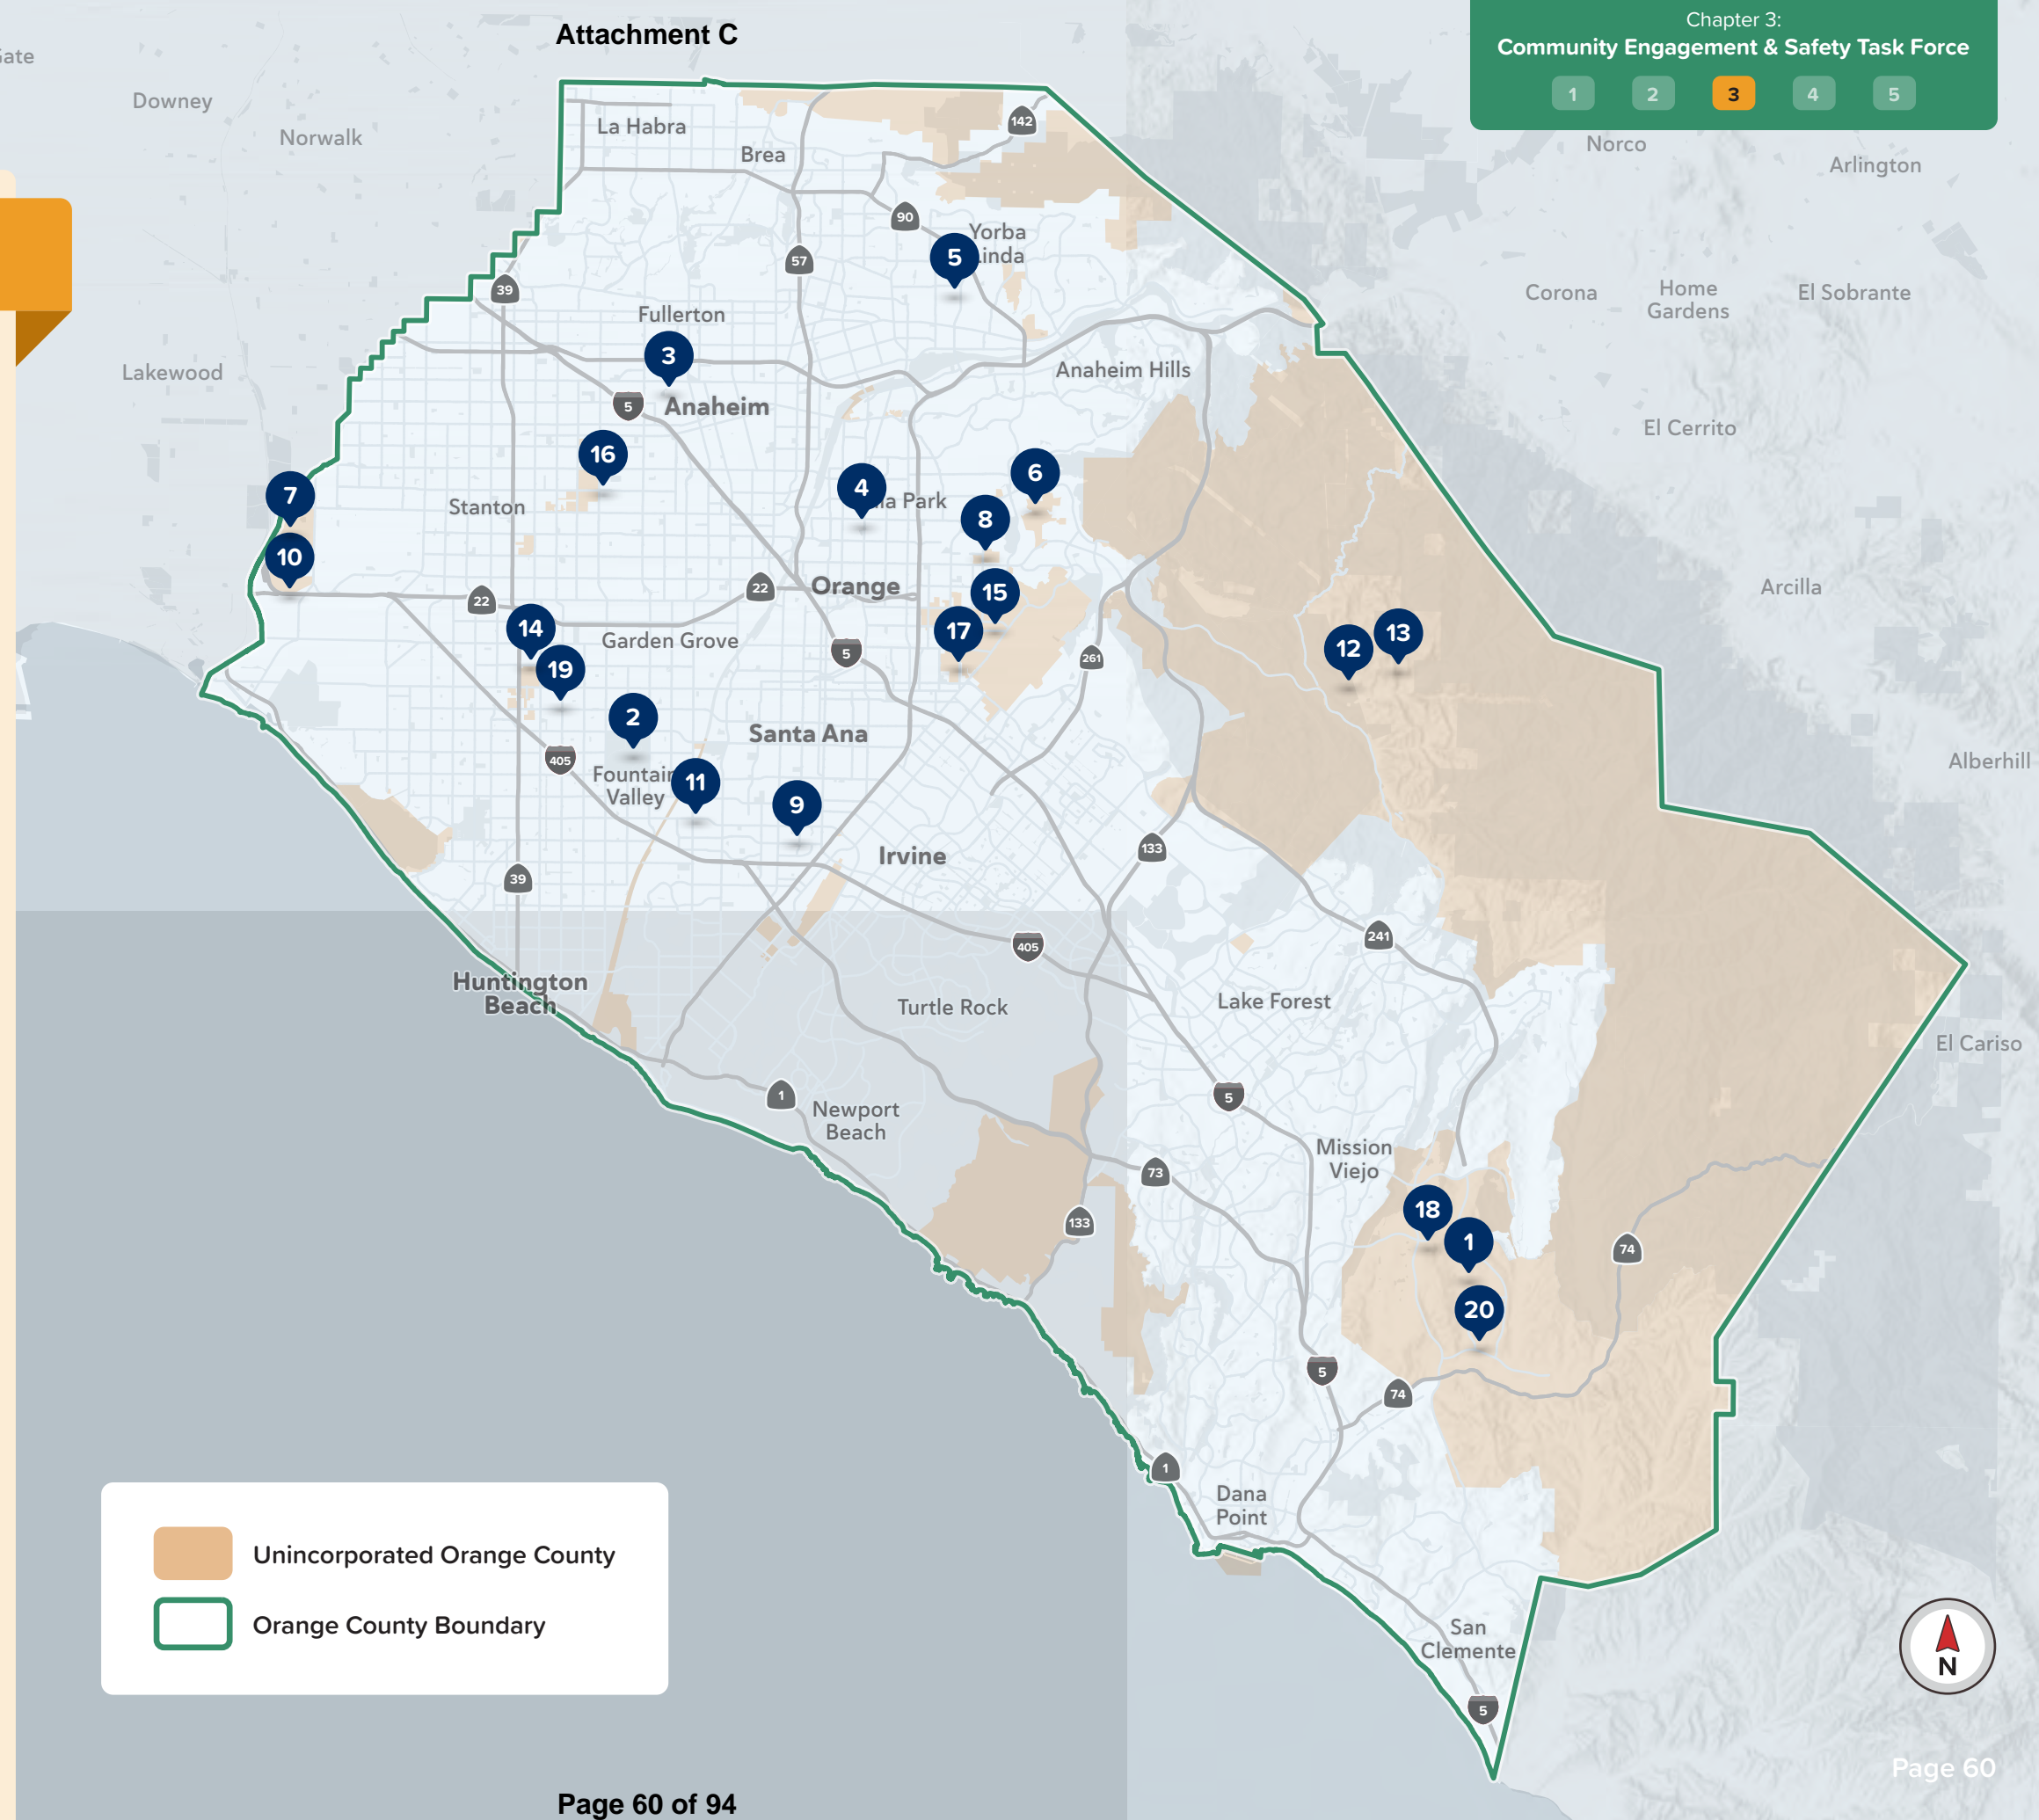 Attachment C
Chapter 3:
Community Engagement & Safety Task Force
1 2 3 4 5
Downey
Norwalk
La Habra
Brea
142
Norco
Arlington
90
Yorba
Linda
5
57
39
Corona
Home
Gardens
El Sobrante
Fullerton
3
Lakewood
Anaheim Hills
5
Anaheim
El Cerrito
16
6
7
4
Stanton
8
10
22
22
Orange
15
Arcilla
14
Garden Grove
17
5
261
12
13
19
2
Santa Ana
405
Fountain
Valley
11
9
Alberhill
Irvine
133
39
405
241
Huntington
Beach
Turtle Rock
Lake Forest
El Cariso
1
Newport
Beach
5
Mission
Viejo
73
18
133
1
74
20
5
74
1
Dana
Point
Unincorporated Orange County
Orange County Boundary
San
Clemente
N
5
Page 60
Page 60 of 94